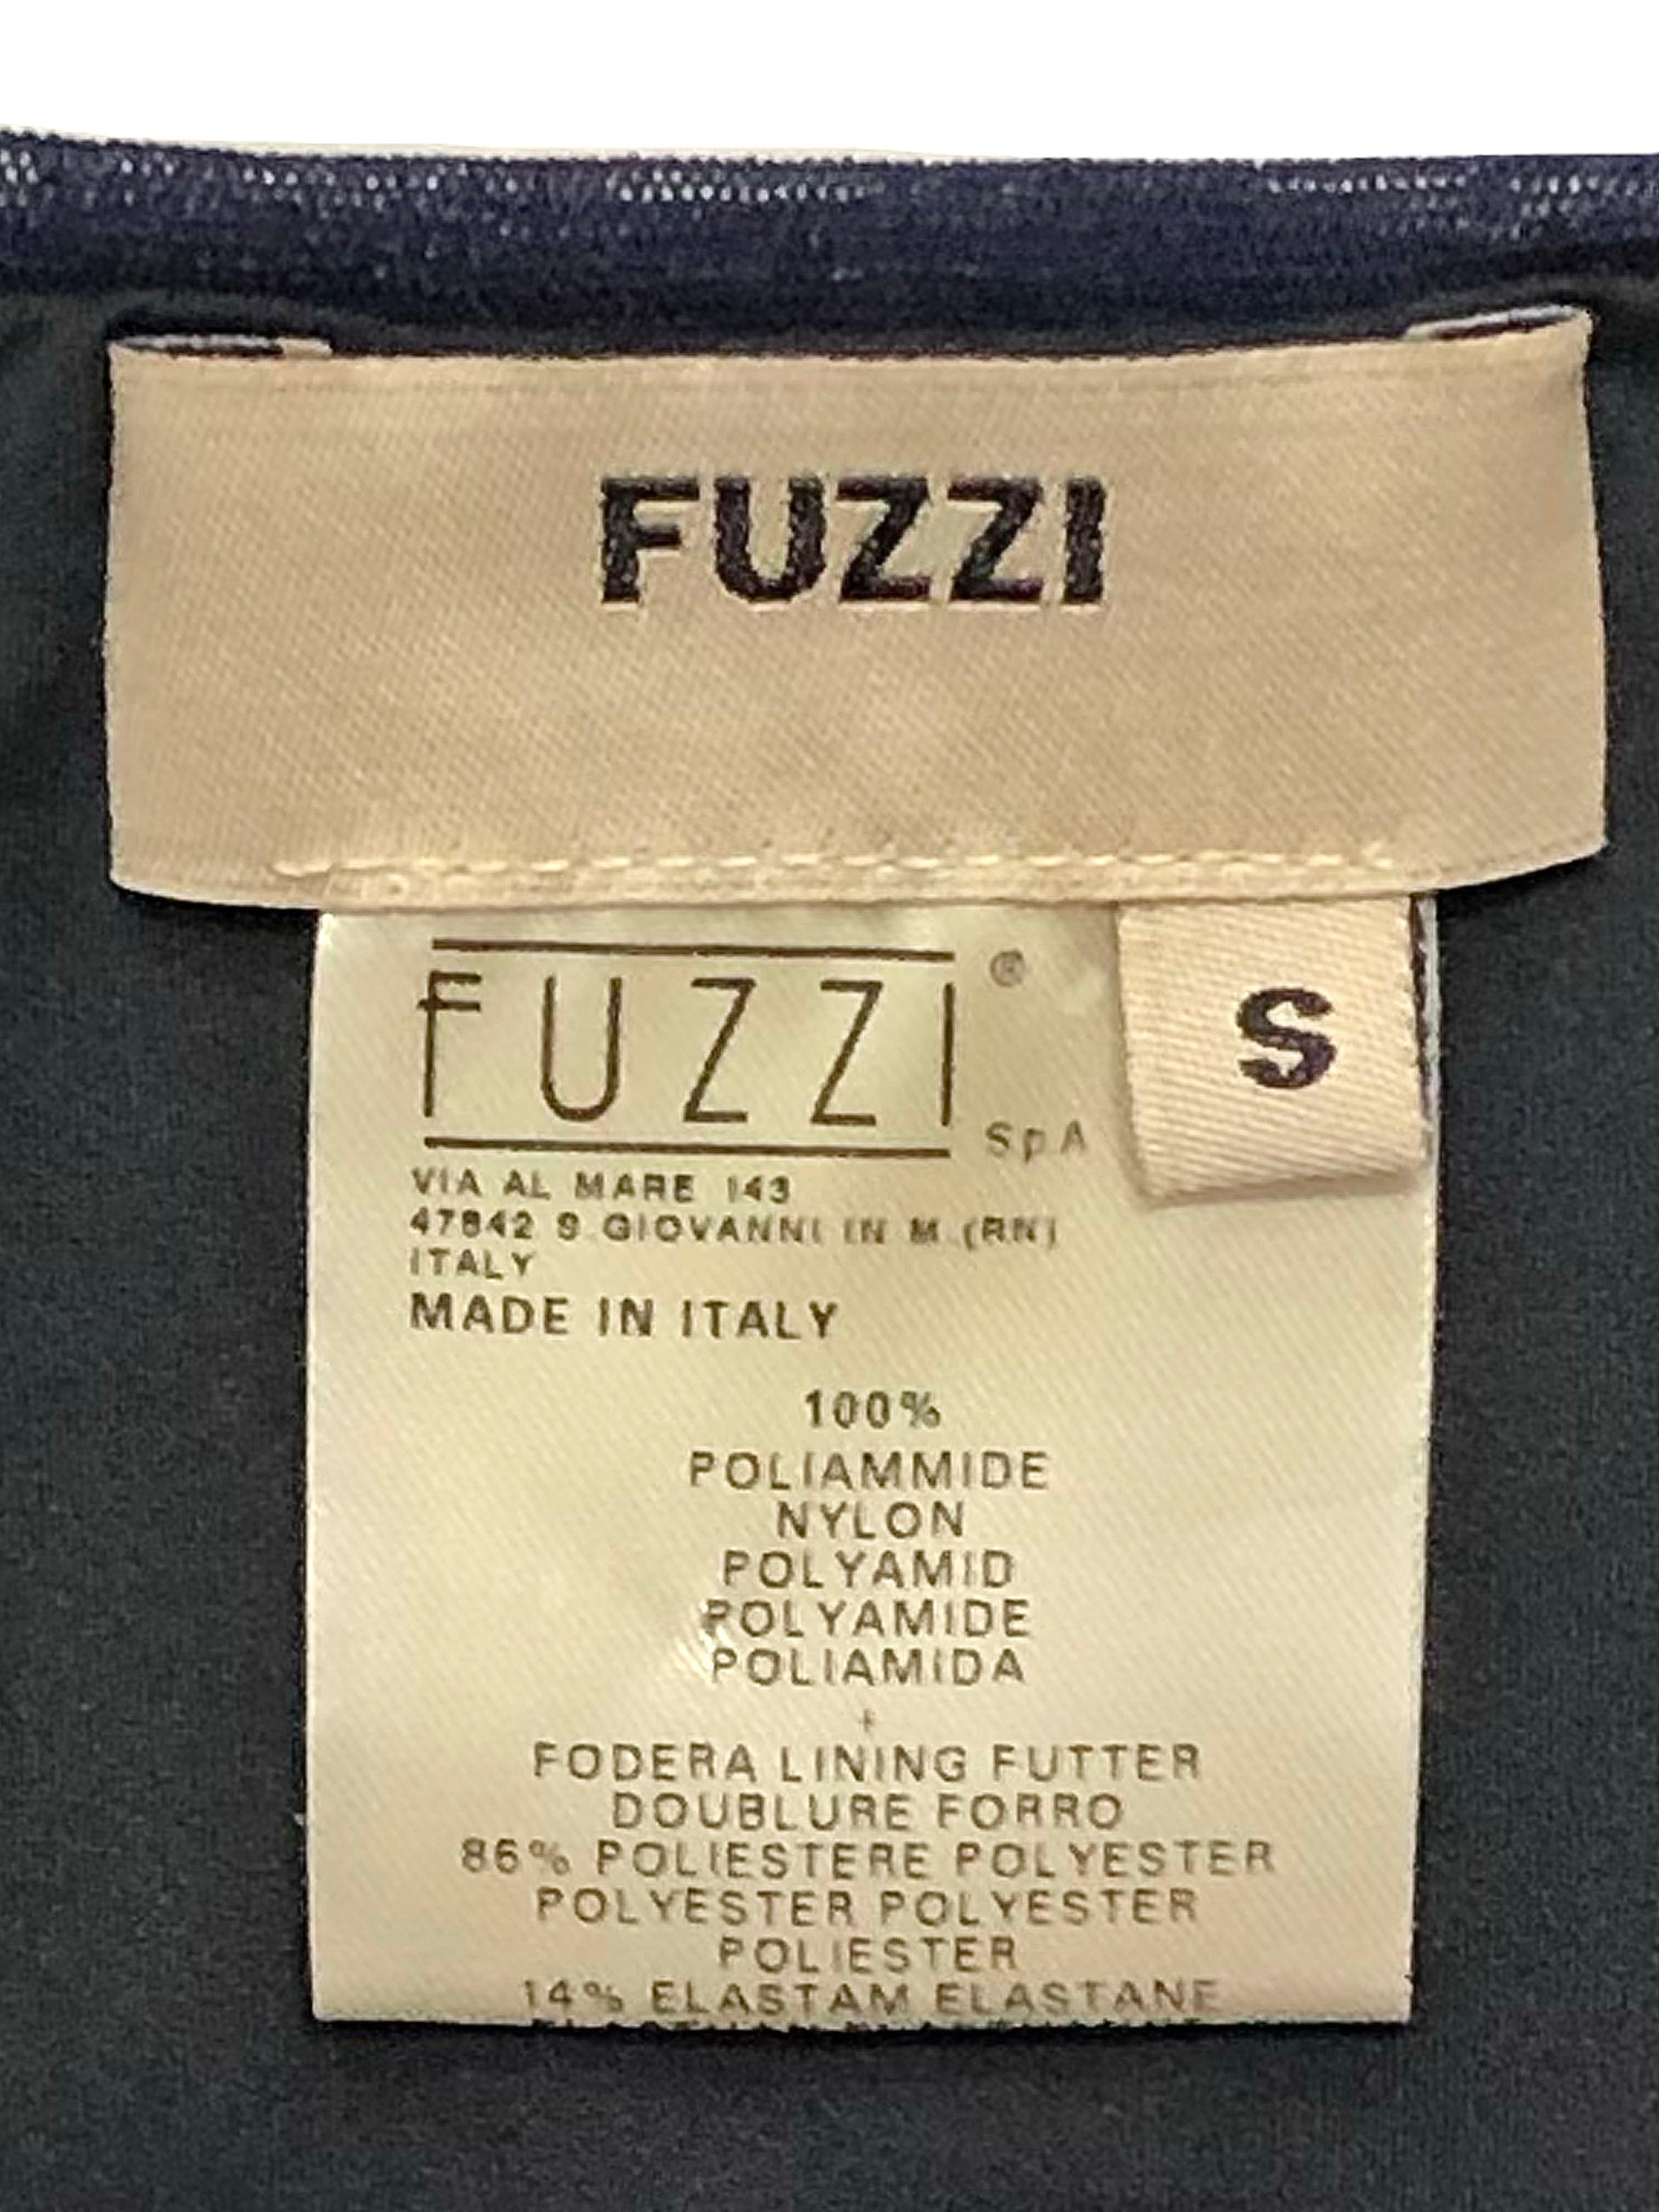 FUZZI
FUZZI ®
SpA
S
VIA AL MARE 143
47842 S. GIOVANNI IN M. (RN)
ITALY
MADE IN ITALY
100%
POLIAMMIDE
NYLON
POLYAMID
POLYAMIDE
POLIAMIDA
+
FODERA LINING FUTTER
DOUBLURE FORRO
86% POLIESTERE POLYESTER
POLYESTER POLYESTER
POLIESTER
14% ELASTAM ELASTANE